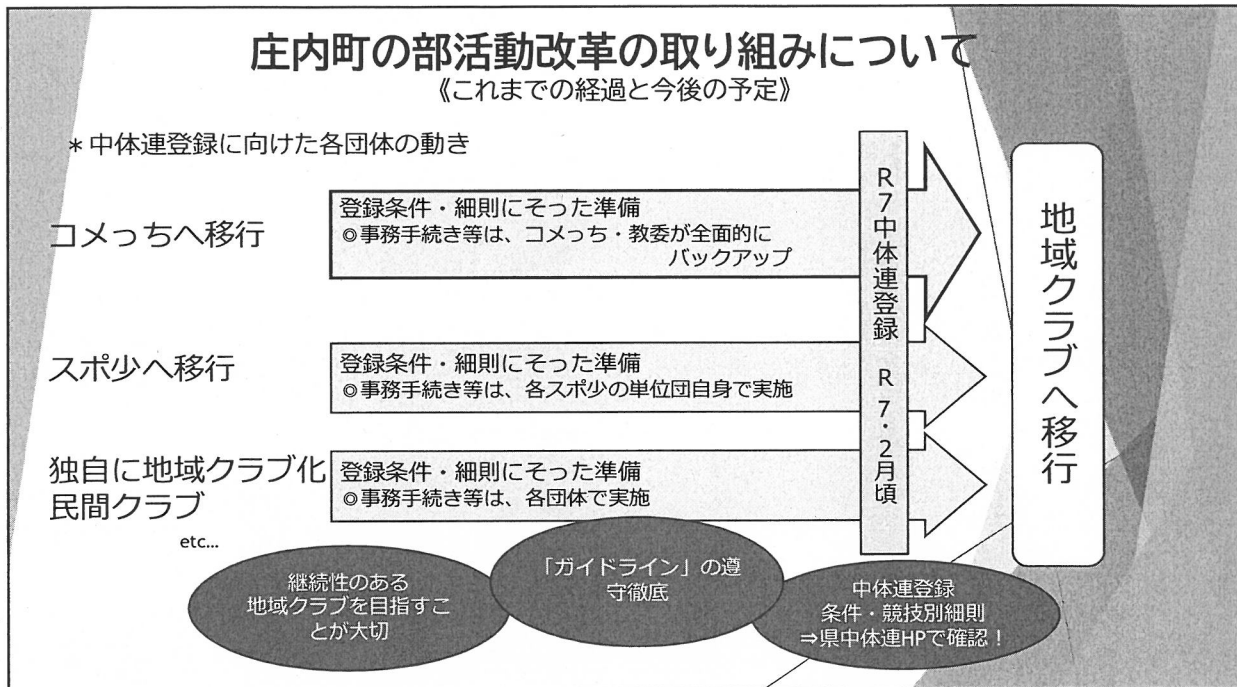 庄内町の部活動改革の取り組みについて
《これまでの経過と今後の予定》
＊中体連登録に向けた各団体の動き
コメっちへ移行
登録条件・細則にそった準備
◎事務手続き等は、コメっち・教委が全面的に
バックアップ
スポ少へ移行
登録条件・細則にそった準備
◎事務手続き等は、各スポ少の単位団自身で実施
独自に地域クラブ化
民間クラブ
etc...
登録条件・細則にそった準備
◎事務手続き等は、各団体で実施
R7中体連登録　R7・2月頃
地域クラブへ移行
継続性のある
地域クラブを目指すこ
とが大切
「ガイドライン」の遵
守徹底
中体連登録
条件・競技別細則
⇒県中体連HPで確認！